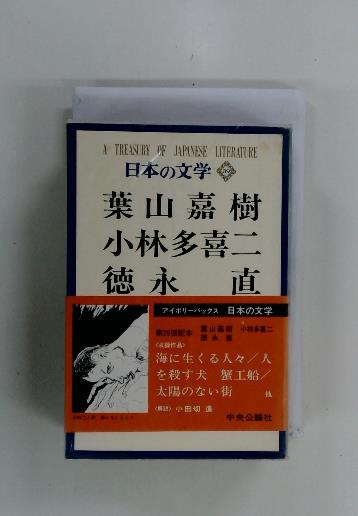 A TREASURY OF JAPANESE LITERATURE
日本の文学
葉山嘉樹
小林多喜二
徳永 直
アイボリーバックス 日本の文学
葉山嘉樹 小林多喜二
徳永 直
〈収録作品〉
海に生くる人々／人
を殺す犬 蟹工船／
太陽のない街 他
〈解説〉小田切 進
中央公論社